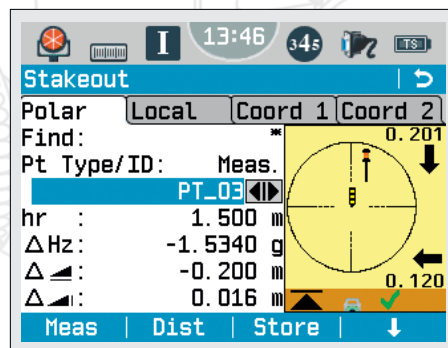 I 13:46 345 TS
Stakeout
Polar Local Coord 1 Coord 2
Find: *
Pt Type/ID: Meas.
PT_03
hr : 1.500 m
ΔHz: -1.5340 g
Δ◢: -0.200 m
Δ◢ı: 0.016 m
0.201
0.120
Meas | Dist | Store | ↓